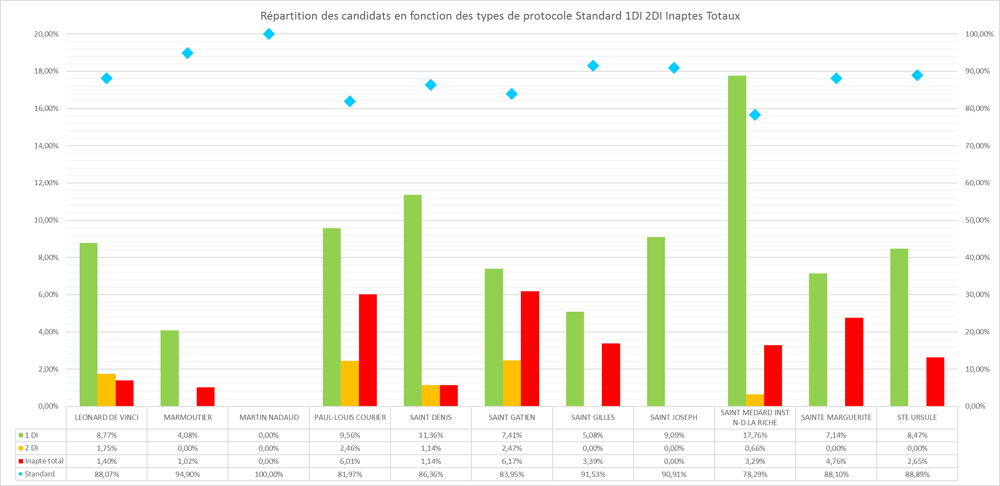 Répartition des candidats en fonction des types de protocole Standard 1DI 2DI Inaptes Totaux
20,00% 100,00%
18,00% 90,00%
16,00% 80,00%
14,00% 70,00%
12,00% 60,00%
10,00% 50,00%
8,00% 40,00%
6,00% 30,00%
4,00% 20,00%
2,00% 10,00%
0,00% 0,00%
LEONARD DE VINCI MARMOUTIER MARTIN NADAUD PAUL-LOUIS COURIER SAINT DENIS SAINT GATIEN SAINT GILLES SAINT JOSEPH SAINT MEDARD INST
N-D LA RICHE SAINTE MARGUERITE STE URSULE
1 DI 8,77% 4,08% 0,00% 9,56% 11,36% 7,41% 5,08% 9,09% 17,76% 7,14% 8,47%
2 DI 1,75% 0,00% 0,00% 2,46% 1,14% 2,47% 0,00% 0,00% 0,66% 0,00% 0,00%
Inapte total 1,40% 1,02% 0,00% 6,01% 1,14% 6,17% 3,39% 0,00% 3,29% 4,76% 2,65%
Standard 88,07% 94,90% 100,00% 81,97% 86,36% 83,95% 91,53% 90,91% 78,29% 88,10% 88,89%